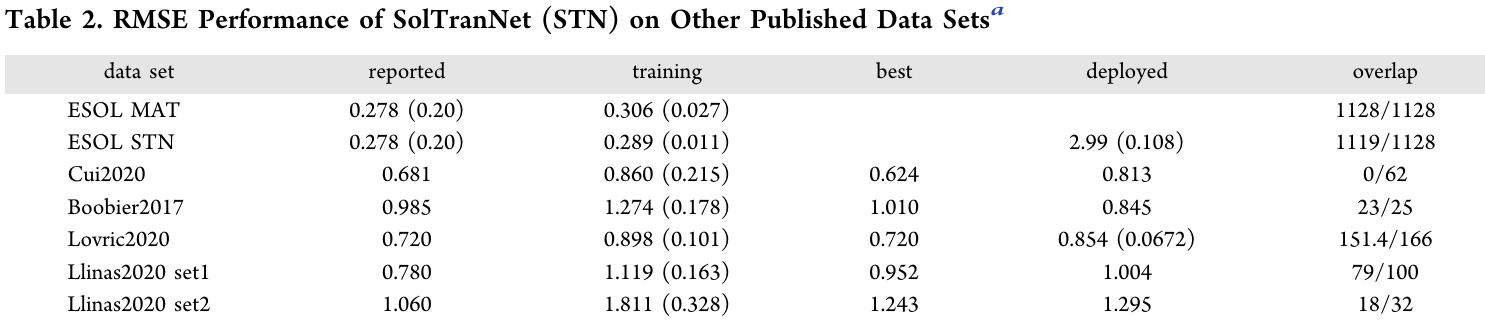 Table 2. RMSE Performance of SolTranNet (STN) on Other Published Data Setsa
data set reported training best deployed overlap
ESOL MAT 0.278 (0.20) 0.306 (0.027) 1128/1128
ESOL STN 0.278 (0.20) 0.289 (0.011) 2.99 (0.108) 1119/1128
Cui2020 0.681 0.860 (0.215) 0.624 0.813 0/62
Boobier2017 0.985 1.274 (0.178) 1.010 0.845 23/25
Lovric2020 0.720 0.898 (0.101) 0.720 0.854 (0.0672) 151.4/166
Llinas2020 set1 0.780 1.119 (0.163) 0.952 1.004 79/100
Llinas2020 set2 1.060 1.811 (0.328) 1.243 1.295 18/32